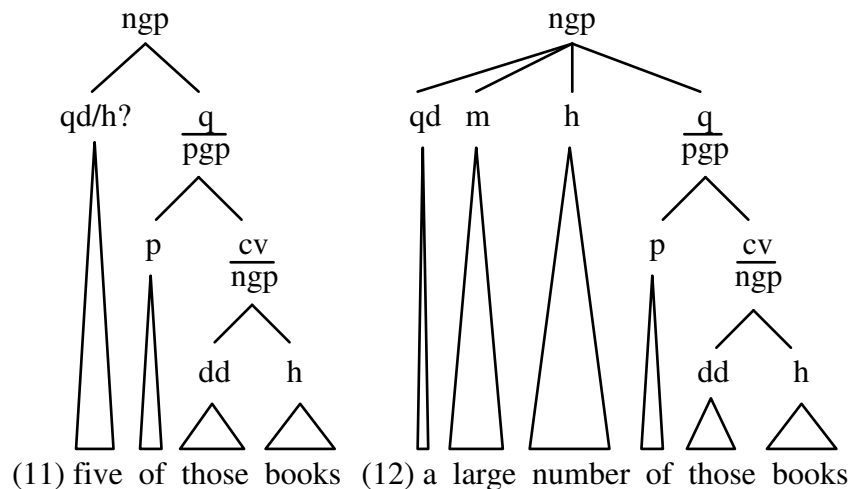 ngp ngp
qd/h? q qd m h q
pgp pgp
p cv p cv
ngp ngp
dd h dd h
(11) five of those books (12) a large number of those books